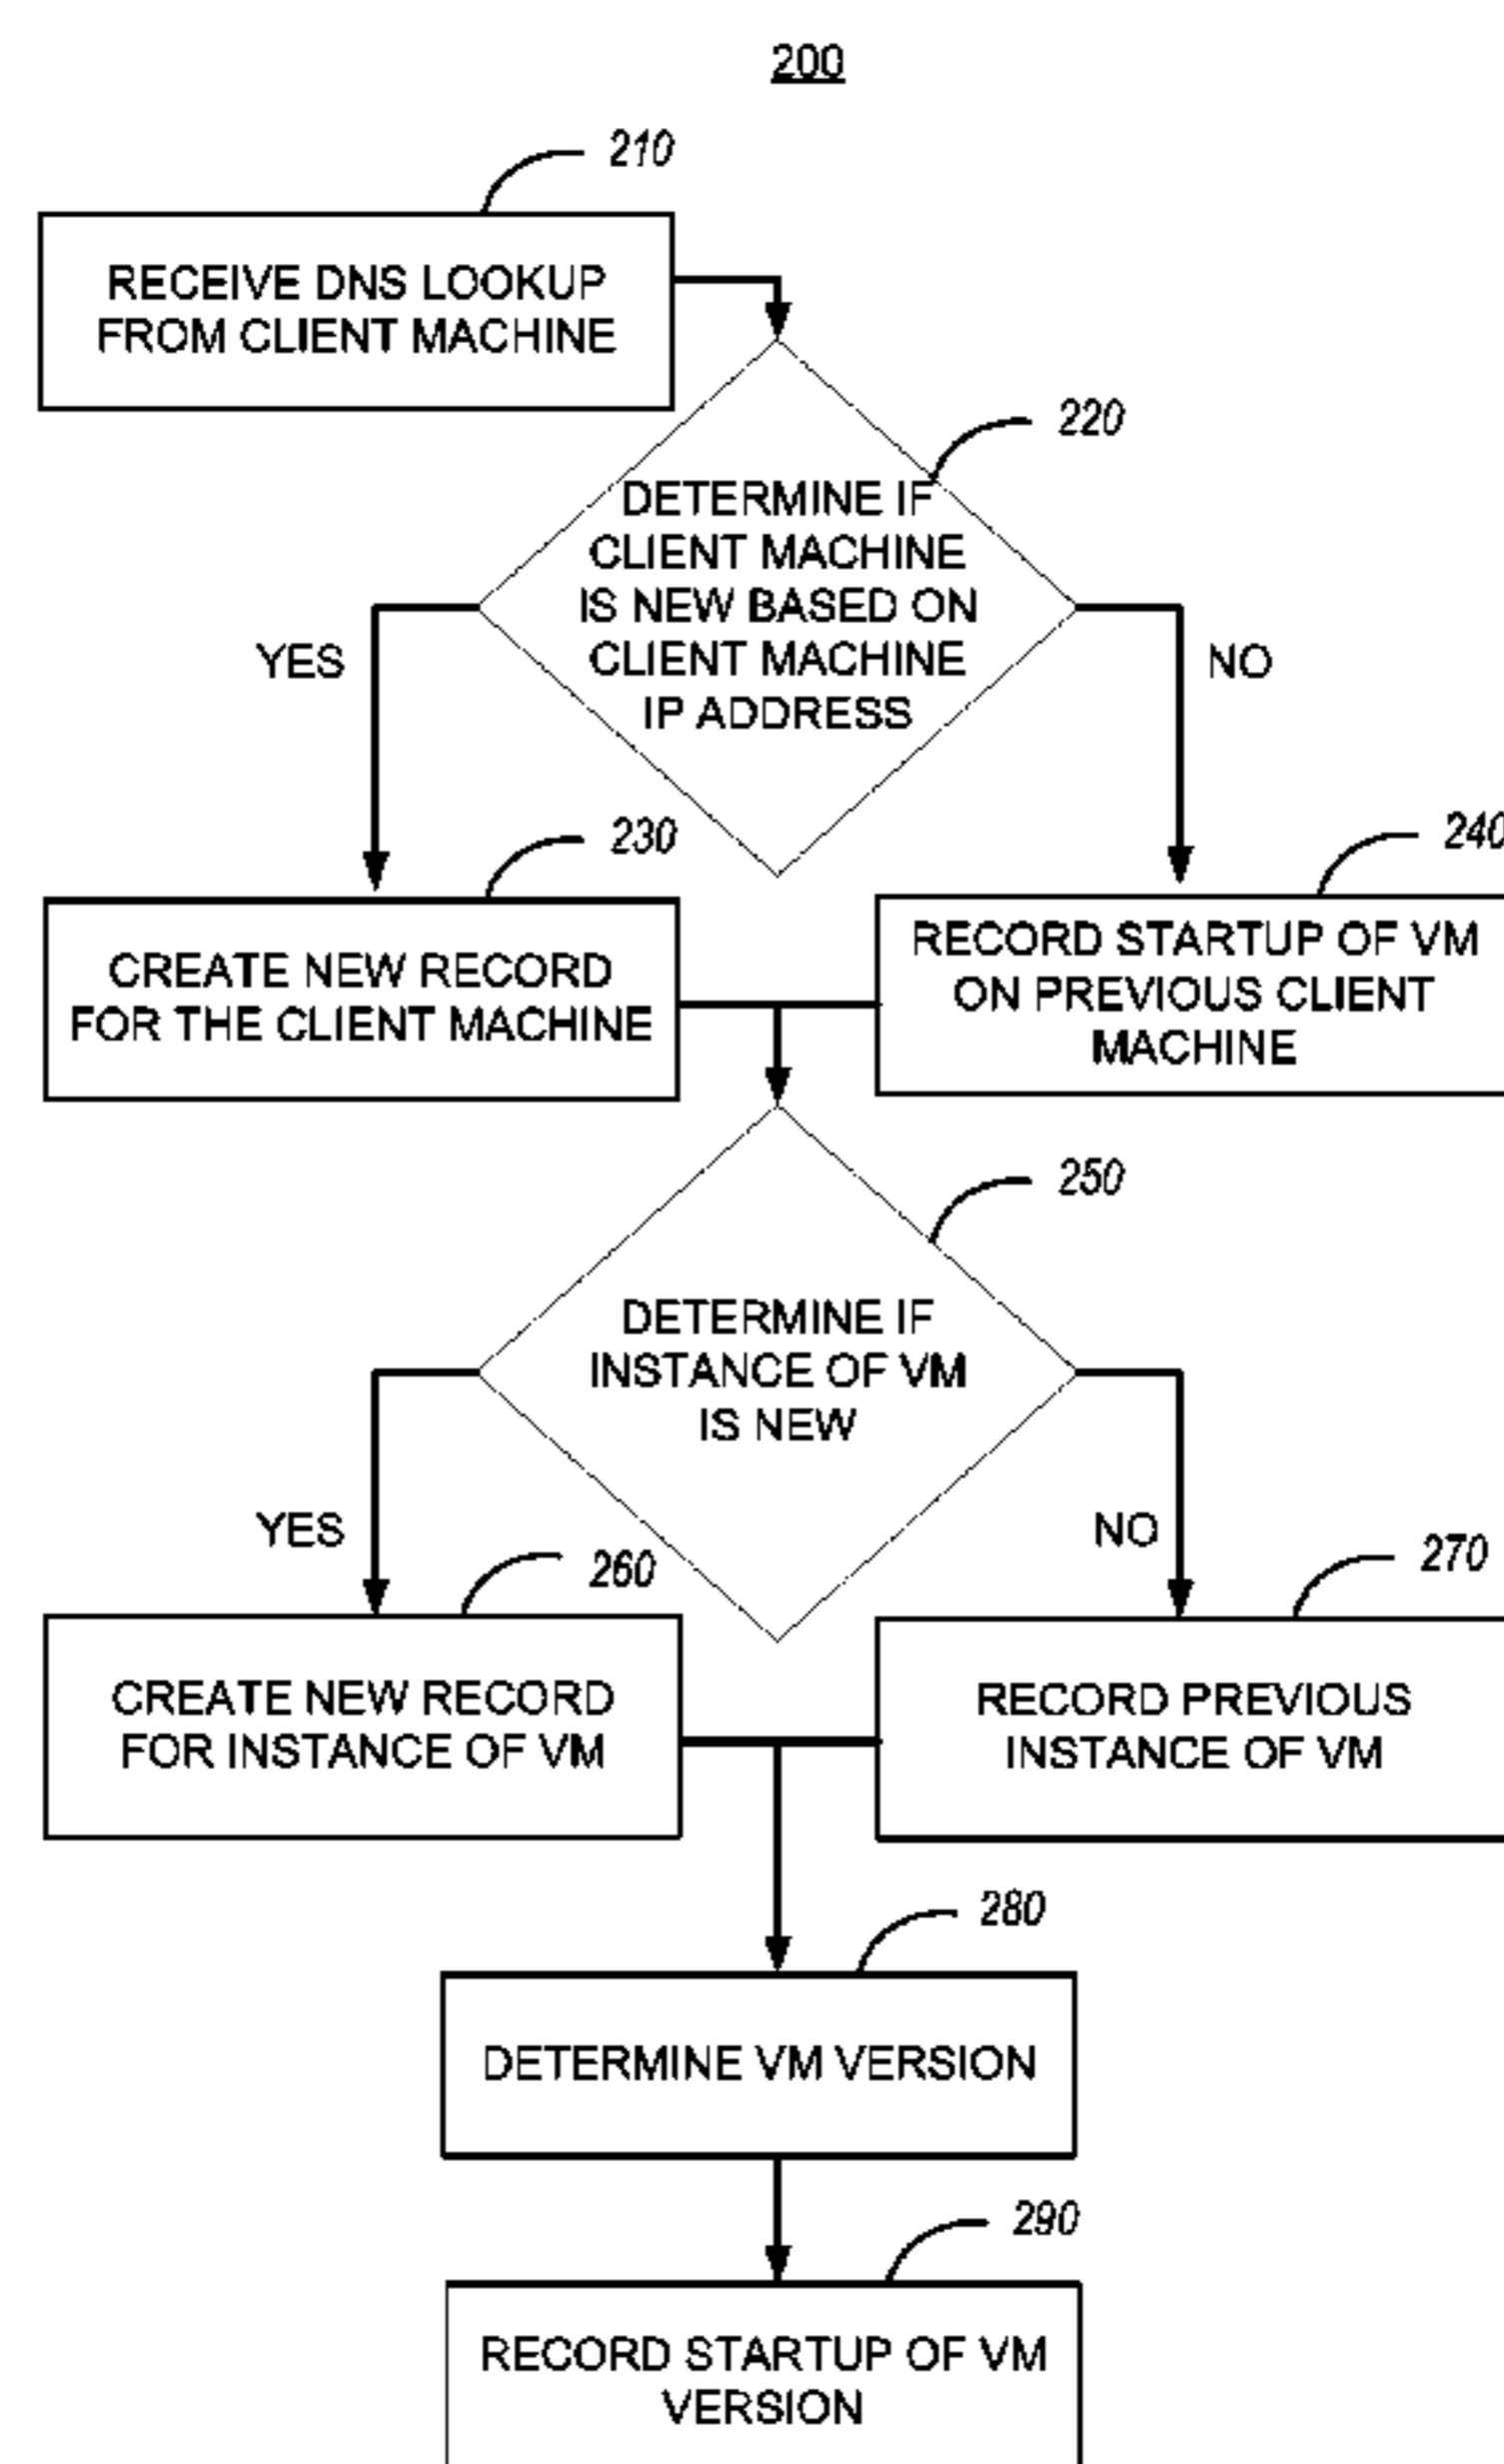 200
210
RECEIVE DNS LOOKUP
FROM CLIENT MACHINE
220
DETERMINE IF
CLIENT MACHINE
IS NEW BASED ON
CLIENT MACHINE
IP ADDRESS
YES
NO
230
CREATE NEW RECORD
FOR THE CLIENT MACHINE
240
RECORD STARTUP OF VM
ON PREVIOUS CLIENT
MACHINE
250
DETERMINE IF
INSTANCE OF VM
IS NEW
YES
NO
260
CREATE NEW RECORD
FOR INSTANCE OF VM
270
RECORD PREVIOUS
INSTANCE OF VM
280
DETERMINE VM VERSION
290
RECORD STARTUP OF VM
VERSION